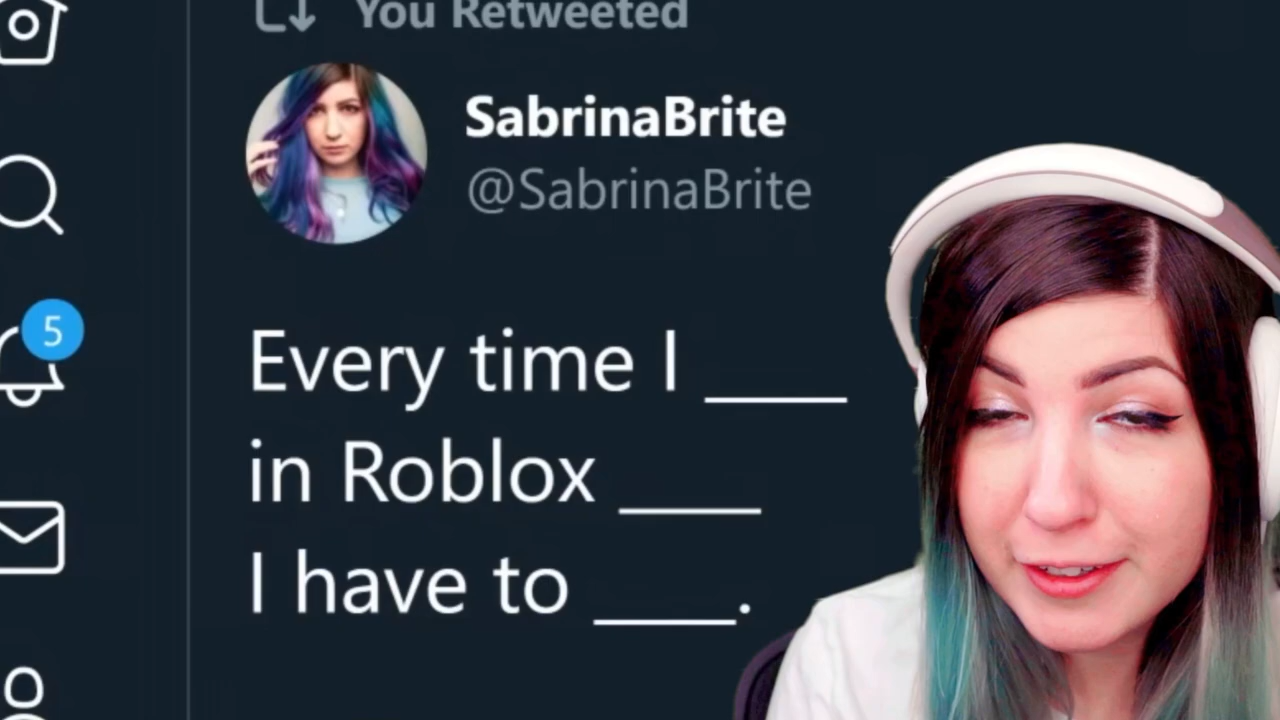 You Retweeted
SabrinaBrite
@SabrinaBrite
5
Every time I ____
in Roblox ____
I have to ____.